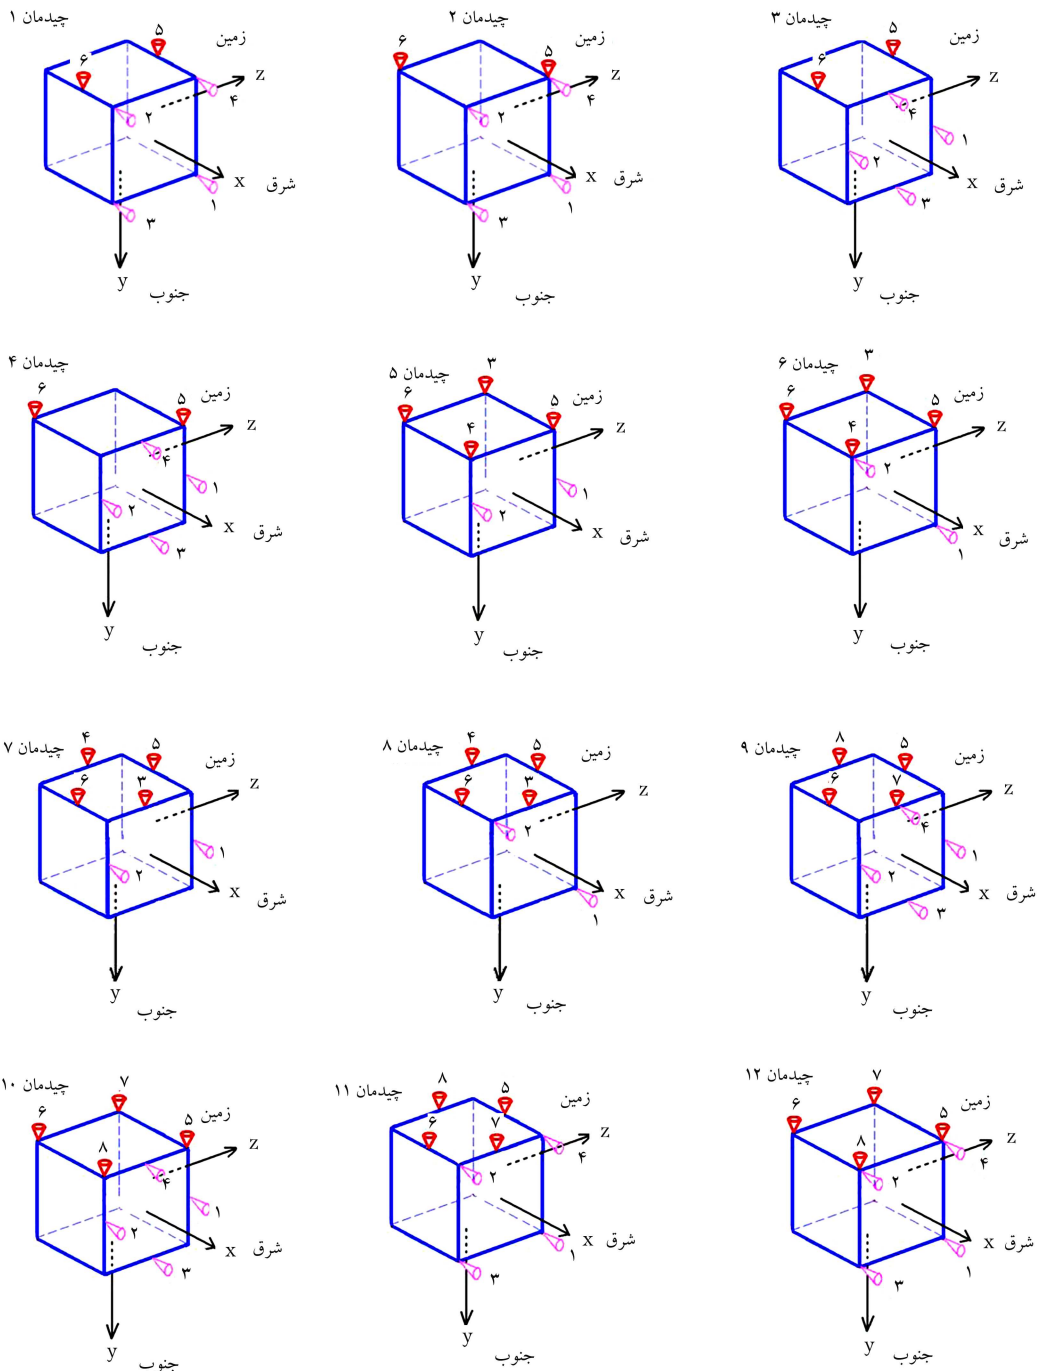 چیدمان ۱
۵
۶
زمین
z
۴
۲
x
شرق
۱
۳
y
جنوب
چیدمان ۲
۶
۵
زمین
z
۴
۲
x
شرق
۱
۳
y
جنوب
چیدمان ۳
۵
۶
زمین
z
۴
۱
۲
x
شرق
۳
y
جنوب
چیدمان ۴
۶
۵
زمین
z
۴
۱
۲
x
شرق
۳
y
جنوب
چیدمان ۵
۳
۶
۵
زمین
۴
z
۱
۲
x
شرق
y
جنوب
چیدمان ۶
۳
۶
۵
زمین
۴
z
۲
x
شرق
۱
y
جنوب
چیدمان ۷
۴
۵
زمین
۶
۳
z
۱
۲
x
شرق
y
جنوب
چیدمان ۸
۴
۵
زمین
۶
۳
z
۲
x
شرق
۱
y
جنوب
چیدمان ۹
۸
۵
زمین
۶
۷
z
۴
۱
۲
x
شرق
۳
y
جنوب
چیدمان ۱۰
۷
۶
۵
زمین
۸
z
۴
۱
۲
x
شرق
۳
y
جنوب
چیدمان ۱۱
۸
۵
زمین
۶
۷
z
۴
۲
x
شرق
۱
۳
y
جنوب
چیدمان ۱۲
۷
۶
۵
زمین
۸
z
۴
۲
x
شرق
۱
۳
y
جنوب